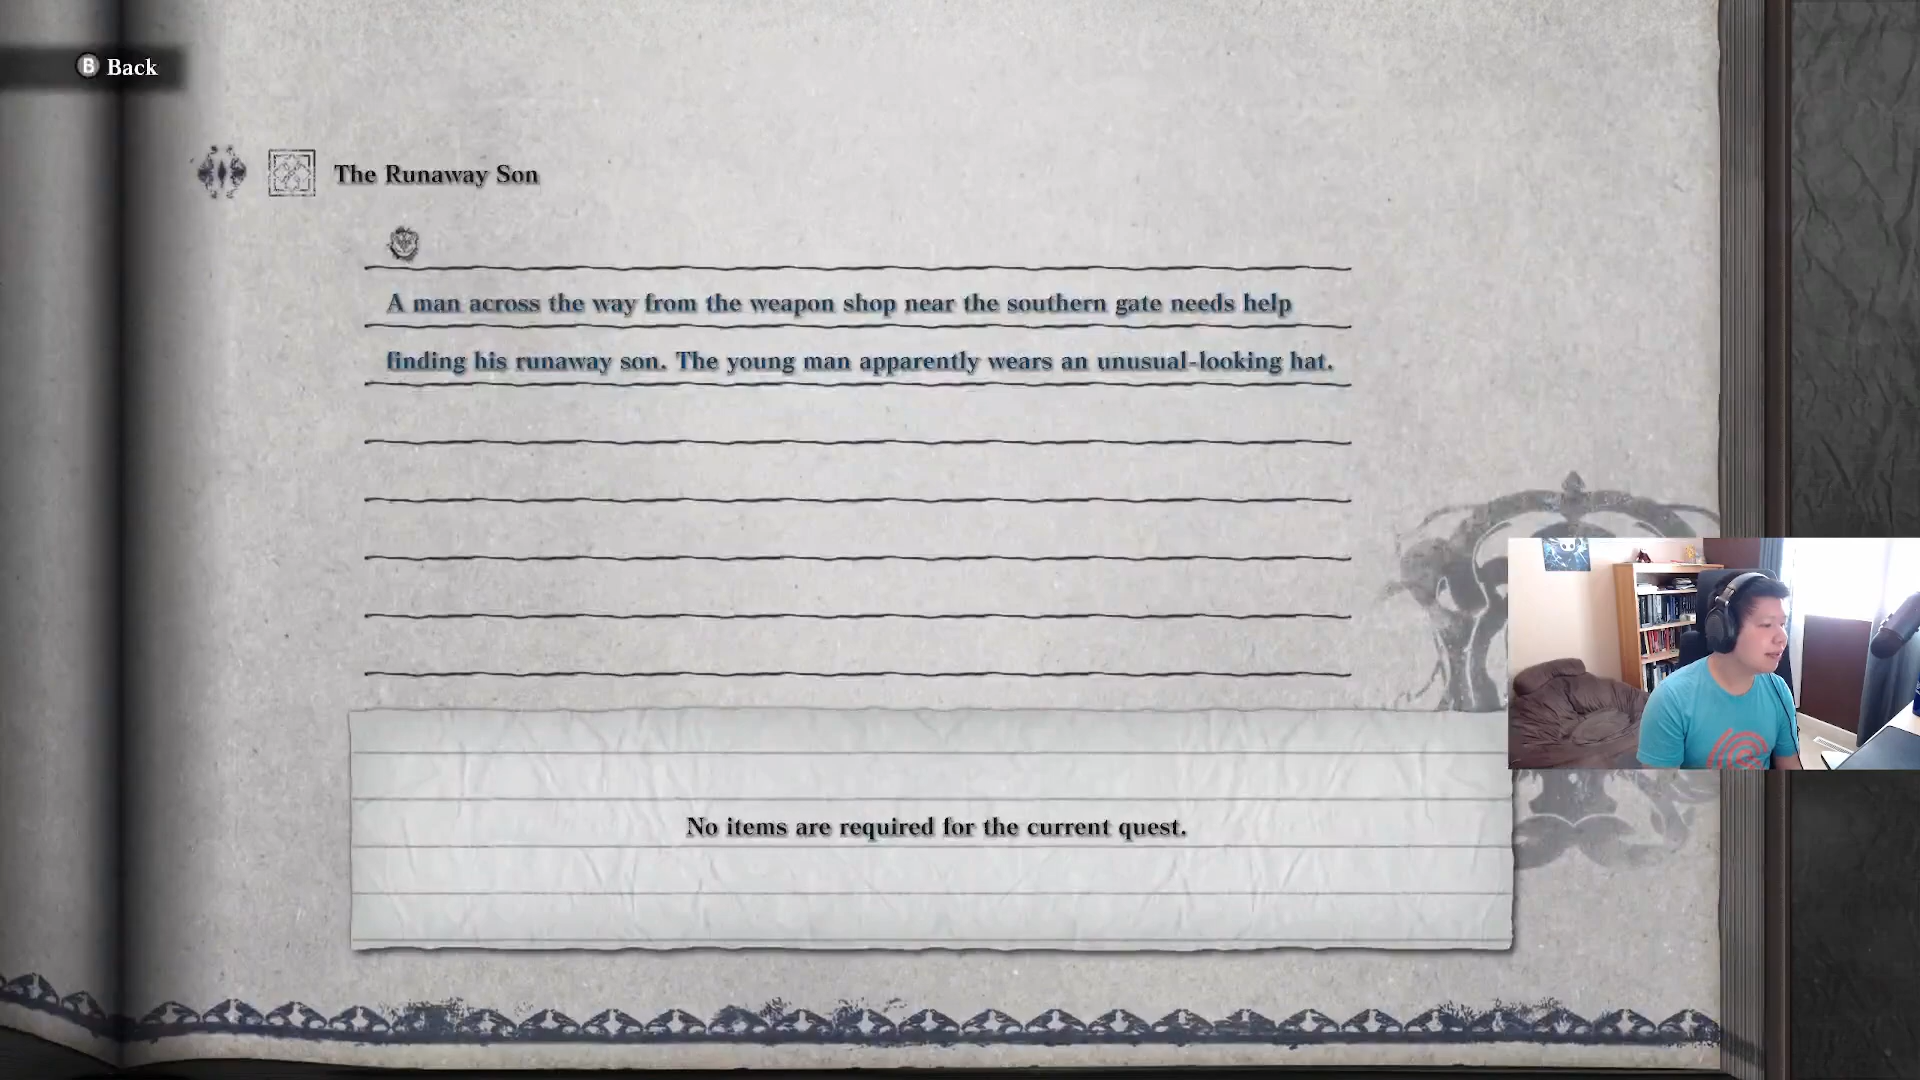 B Back
The Runaway Son
A man across the way from the weapon shop near the southern gate needs help
finding his runaway son. The young man apparently wears an unusual-looking hat.
No items are required for the current quest.